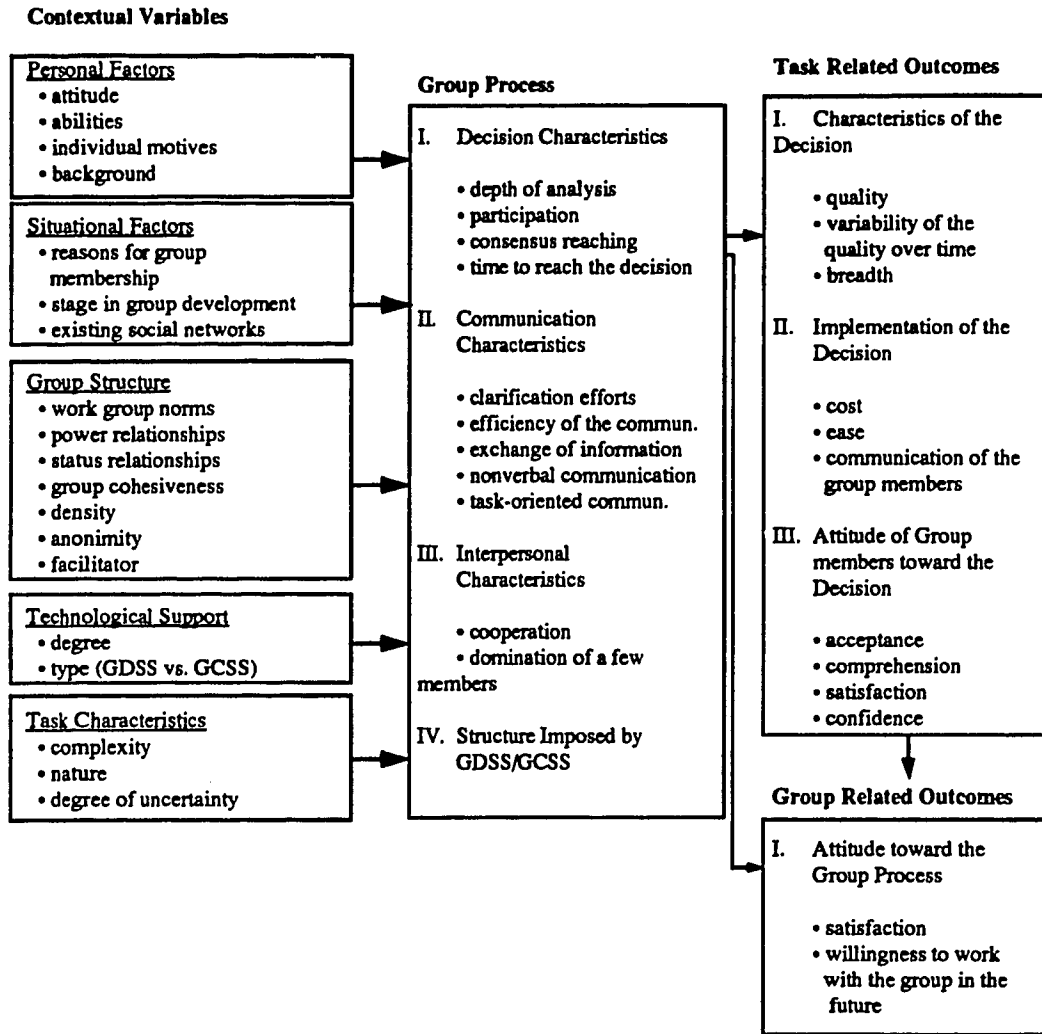 Contextual Variables
Personal Factors
• attitude
• abilities
• individual motives
• background
Situational Factors
• reasons for group
membership
• stage in group development
• existing social networks
Group Structure
• work group norms
• power relationships
• status relationships
• group cohesiveness
• density
• anonimity
• facilitator
Technological Support
• degree
• type (GDSS vs. GCSS)
Task Characteristics
• complexity
• nature
• degree of uncertainty
Group Process
I. Decision Characteristics
• depth of analysis
• participation
• consensus reaching
• time to reach the decision
II. Communication
Characteristics
• clarification efforts
• efficiency of the commun.
• exchange of information
• nonverbal communication
• task-oriented commun.
III. Interpersonal
Characteristics
• cooperation
• domination of a few
members
IV. Structure Imposed by
GDSS/GCSS
Task Related Outcomes
I. Characteristics of the
Decision
• quality
• variability of the
quality over time
• breadth
II. Implementation of the
Decision
• cost
• ease
• communication of the
group members
III. Attitude of Group
members toward the
Decision
• acceptance
• comprehension
• satisfaction
• confidence
Group Related Outcomes
I. Attitude toward the
Group Process
• satisfaction
• willingness to work
with the group in the
future